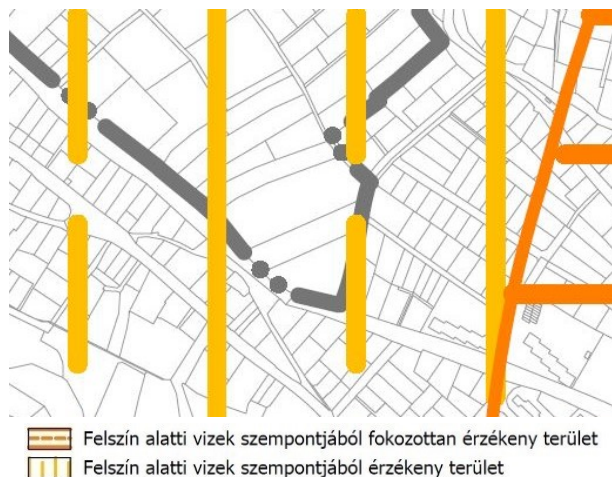 Felszín alatti vizek szempontjából fokozottan érzékeny terület
Felszín alatti vizek szempontjából érzékeny terület